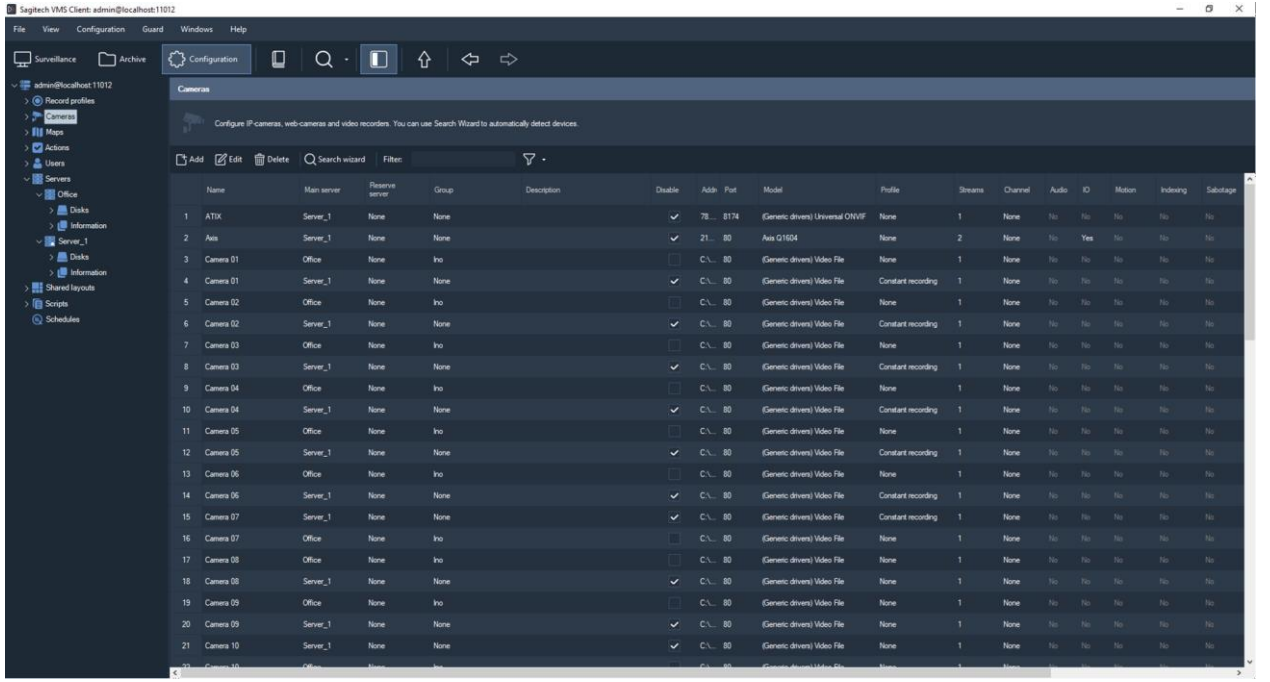 Sagitech VMS Client: admin@localhost:11012
File View Configuration Guard Windows Help
Surveillance Archive Configuration
admin@localhost:11012
Record profiles
Cameras
Maps
Actions
Users
Servers
Office
Disks
Information
Server_1
Disks
Information
Shared layouts
Scripts
Schedules
Cameras
Configure IP-cameras, web-cameras and video recorders. You can use Search Wizard to automatically detect devices.
Add Edit Delete Search wizard Filter:
Name Main server Reserve server Group Description Disable Addr Port Model Profile Streams Channel Audio IO Motion Indexing Sabotage
1 ATIX Server_1 None None 78... 8174 (Generic drivers) Universal ONVIF None 1 None No No No No No
2 Axis Server_1 None None 21... 80 Axis Q1604 None 2 None No Yes No No No
3 Camera 01 Office None Ino C:\... 80 (Generic drivers) Video File None 1 None No No No No No
4 Camera 01 Server_1 None None C:\... 80 (Generic drivers) Video File Constant recording 1 None No No No No No
5 Camera 02 Office None Ino C:\... 80 (Generic drivers) Video File None 1 None No No No No No
6 Camera 02 Server_1 None None C:\... 80 (Generic drivers) Video File Constant recording 1 None No No No No No
7 Camera 03 Office None Ino C:\... 80 (Generic drivers) Video File None 1 None No No No No No
8 Camera 03 Server_1 None None C:\... 80 (Generic drivers) Video File Constant recording 1 None No No No No No
9 Camera 04 Office None Ino C:\... 80 (Generic drivers) Video File None 1 None No No No No No
10 Camera 04 Server_1 None None C:\... 80 (Generic drivers) Video File Constant recording 1 None No No No No No
11 Camera 05 Office None Ino C:\... 80 (Generic drivers) Video File None 1 None No No No No No
12 Camera 05 Server_1 None None C:\... 80 (Generic drivers) Video File Constant recording 1 None No No No No No
13 Camera 06 Office None Ino C:\... 80 (Generic drivers) Video File None 1 None No No No No No
14 Camera 06 Server_1 None None C:\... 80 (Generic drivers) Video File Constant recording 1 None No No No No No
15 Camera 07 Server_1 None None C:\... 80 (Generic drivers) Video File Constant recording 1 None No No No No No
16 Camera 07 Office None Ino C:\... 80 (Generic drivers) Video File None 1 None No No No No No
17 Camera 08 Office None Ino C:\... 80 (Generic drivers) Video File None 1 None No No No No No
18 Camera 08 Server_1 None None C:\... 80 (Generic drivers) Video File None 1 None No No No No No
19 Camera 09 Office None Ino C:\... 80 (Generic drivers) Video File None 1 None No No No No No
20 Camera 09 Server_1 None None C:\... 80 (Generic drivers) Video File None 1 None No No No No No
21 Camera 10 Server_1 None None C:\... 80 (Generic drivers) Video File None 1 None No No No No No